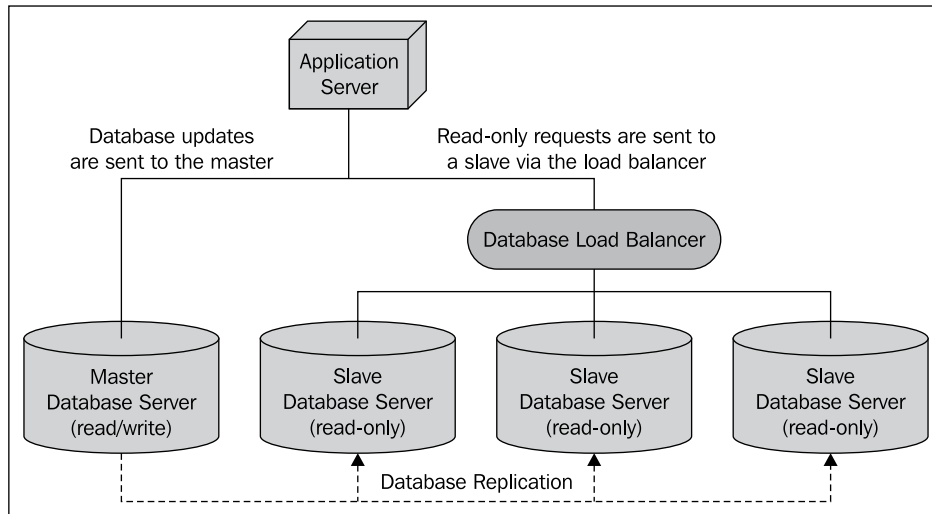 Application
Server
Database updates
are sent to the master
Read-only requests are sent to
a slave via the load balancer
Database Load Balancer
Master
Database Server
(read/write)
Slave
Database Server
(read-only)
Slave
Database Server
(read-only)
Slave
Database Server
(read-only)
Database Replication